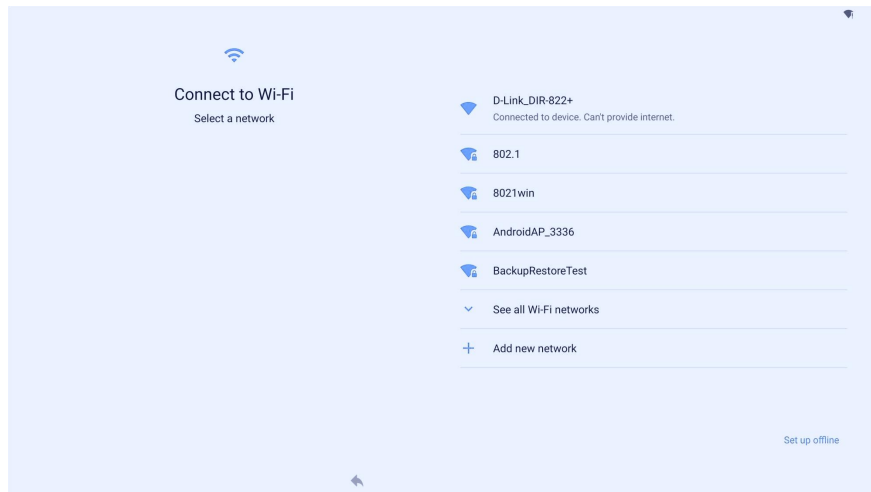 Connect to Wi-Fi
Select a network
D-Link_DIR-822+
Connected to device. Can't provide internet.
802.1
8021win
AndroidAP_3336
BackupRestoreTest
See all Wi-Fi networks
Add new network
Set up offline